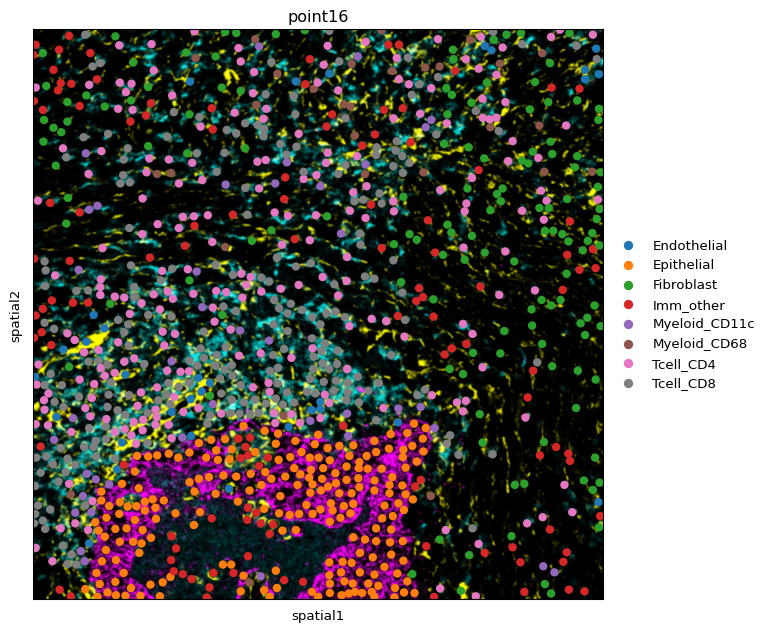 point16
spatial2
Endothelial
Epithelial
Fibroblast
Imm_other
Myeloid_CD11c
Myeloid_CD68
Tcell_CD4
Tcell_CD8
spatial1